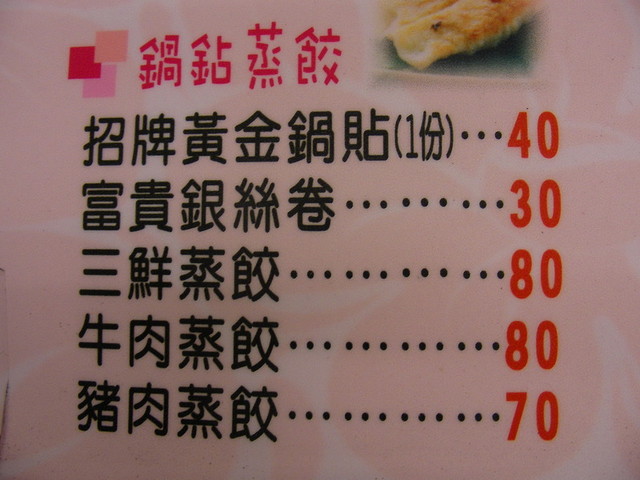 鍋鉆蒸餃
招牌黃金鍋貼(1份)…40
富貴銀絲卷………30
三鮮蒸餃…………80
牛肉蒸餃…………80
豬肉蒸餃…………70